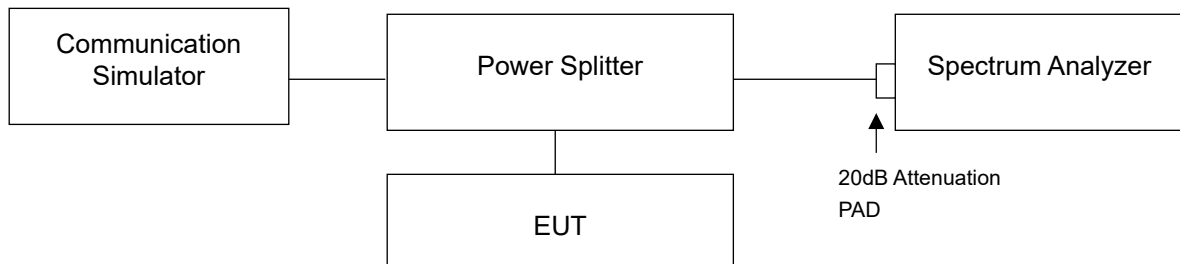 Communication
Simulator
Power Splitter
Spectrum Analyzer
20dB Attenuation
PAD
EUT